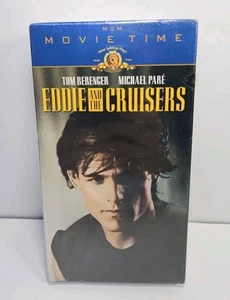 MGM
MOVIE TIME
TOM BERENGER MICHAEL PARÉ
EDDIE AND THE CRUISERS